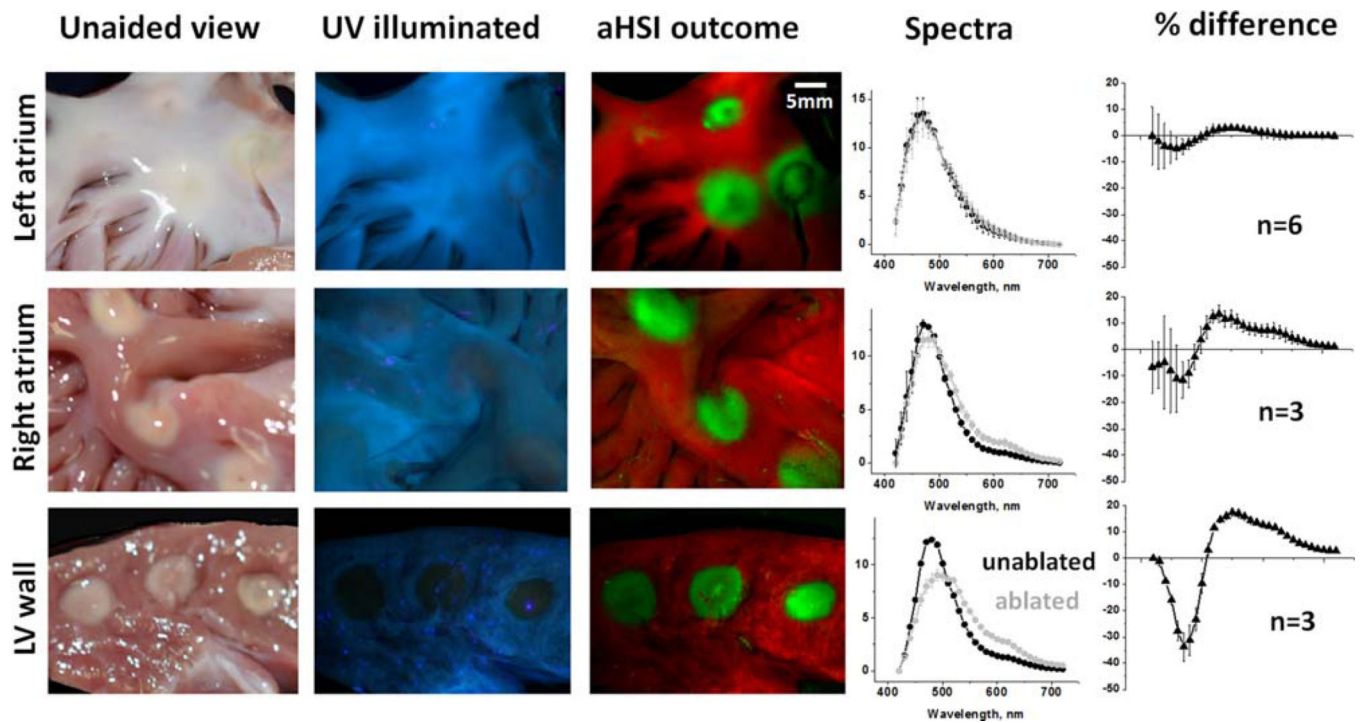 Unaided view
UV illuminated
aHSI outcome
Spectra
% difference
Left atrium
5mm
15
10
5
0
400
500
600
700
Wavelength, nm
20
10
0
-10
-20
-30
-40
-50
n=6
Right atrium
10
5
0
400
500
600
700
Wavelength, nm
20
10
0
-10
-20
-30
-40
-50
n=3
LV wall
10
5
0
400
500
600
700
Wavelength, nm
unablated
ablated
20
10
0
-10
-20
-30
-40
-50
n=3